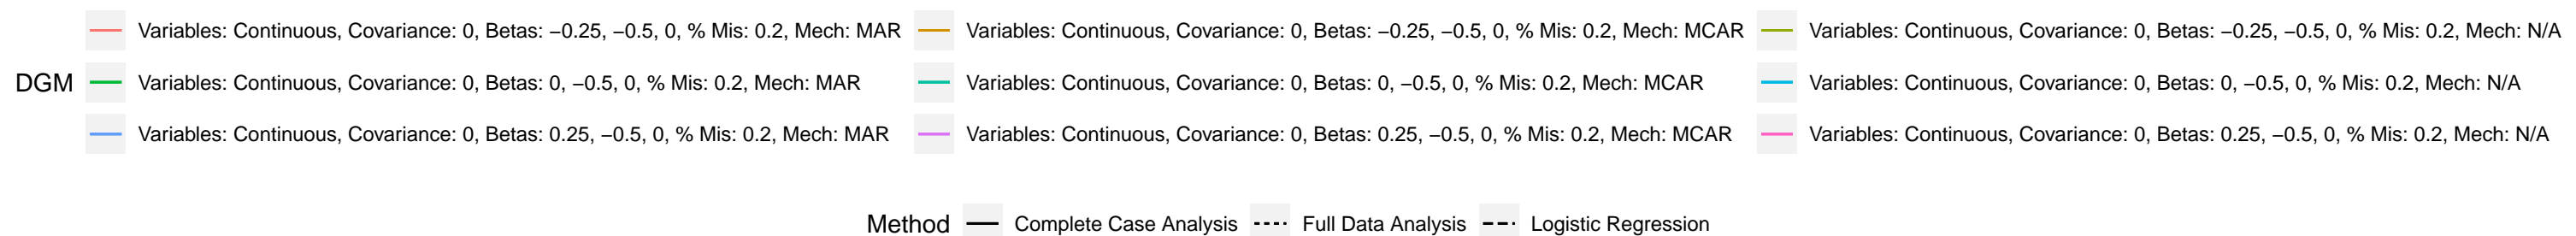 Variables: Continuous, Covariance: 0, Betas: −0.25, −0.5, 0, % Mis: 0.2, Mech: MAR Variables: Continuous, Covariance: 0, Betas: −0.25, −0.5, 0, % Mis: 0.2, Mech: MCAR Variables: Continuous, Covariance: 0, Betas: −0.25, −0.5, 0, % Mis: 0.2, Mech: N/A
DGM Variables: Continuous, Covariance: 0, Betas: 0, −0.5, 0, % Mis: 0.2, Mech: MAR Variables: Continuous, Covariance: 0, Betas: 0, −0.5, 0, % Mis: 0.2, Mech: MCAR Variables: Continuous, Covariance: 0, Betas: 0, −0.5, 0, % Mis: 0.2, Mech: N/A
Variables: Continuous, Covariance: 0, Betas: 0.25, −0.5, 0, % Mis: 0.2, Mech: MAR Variables: Continuous, Covariance: 0, Betas: 0.25, −0.5, 0, % Mis: 0.2, Mech: MCAR Variables: Continuous, Covariance: 0, Betas: 0.25, −0.5, 0, % Mis: 0.2, Mech: N/A
Method Complete Case Analysis Full Data Analysis Logistic Regression